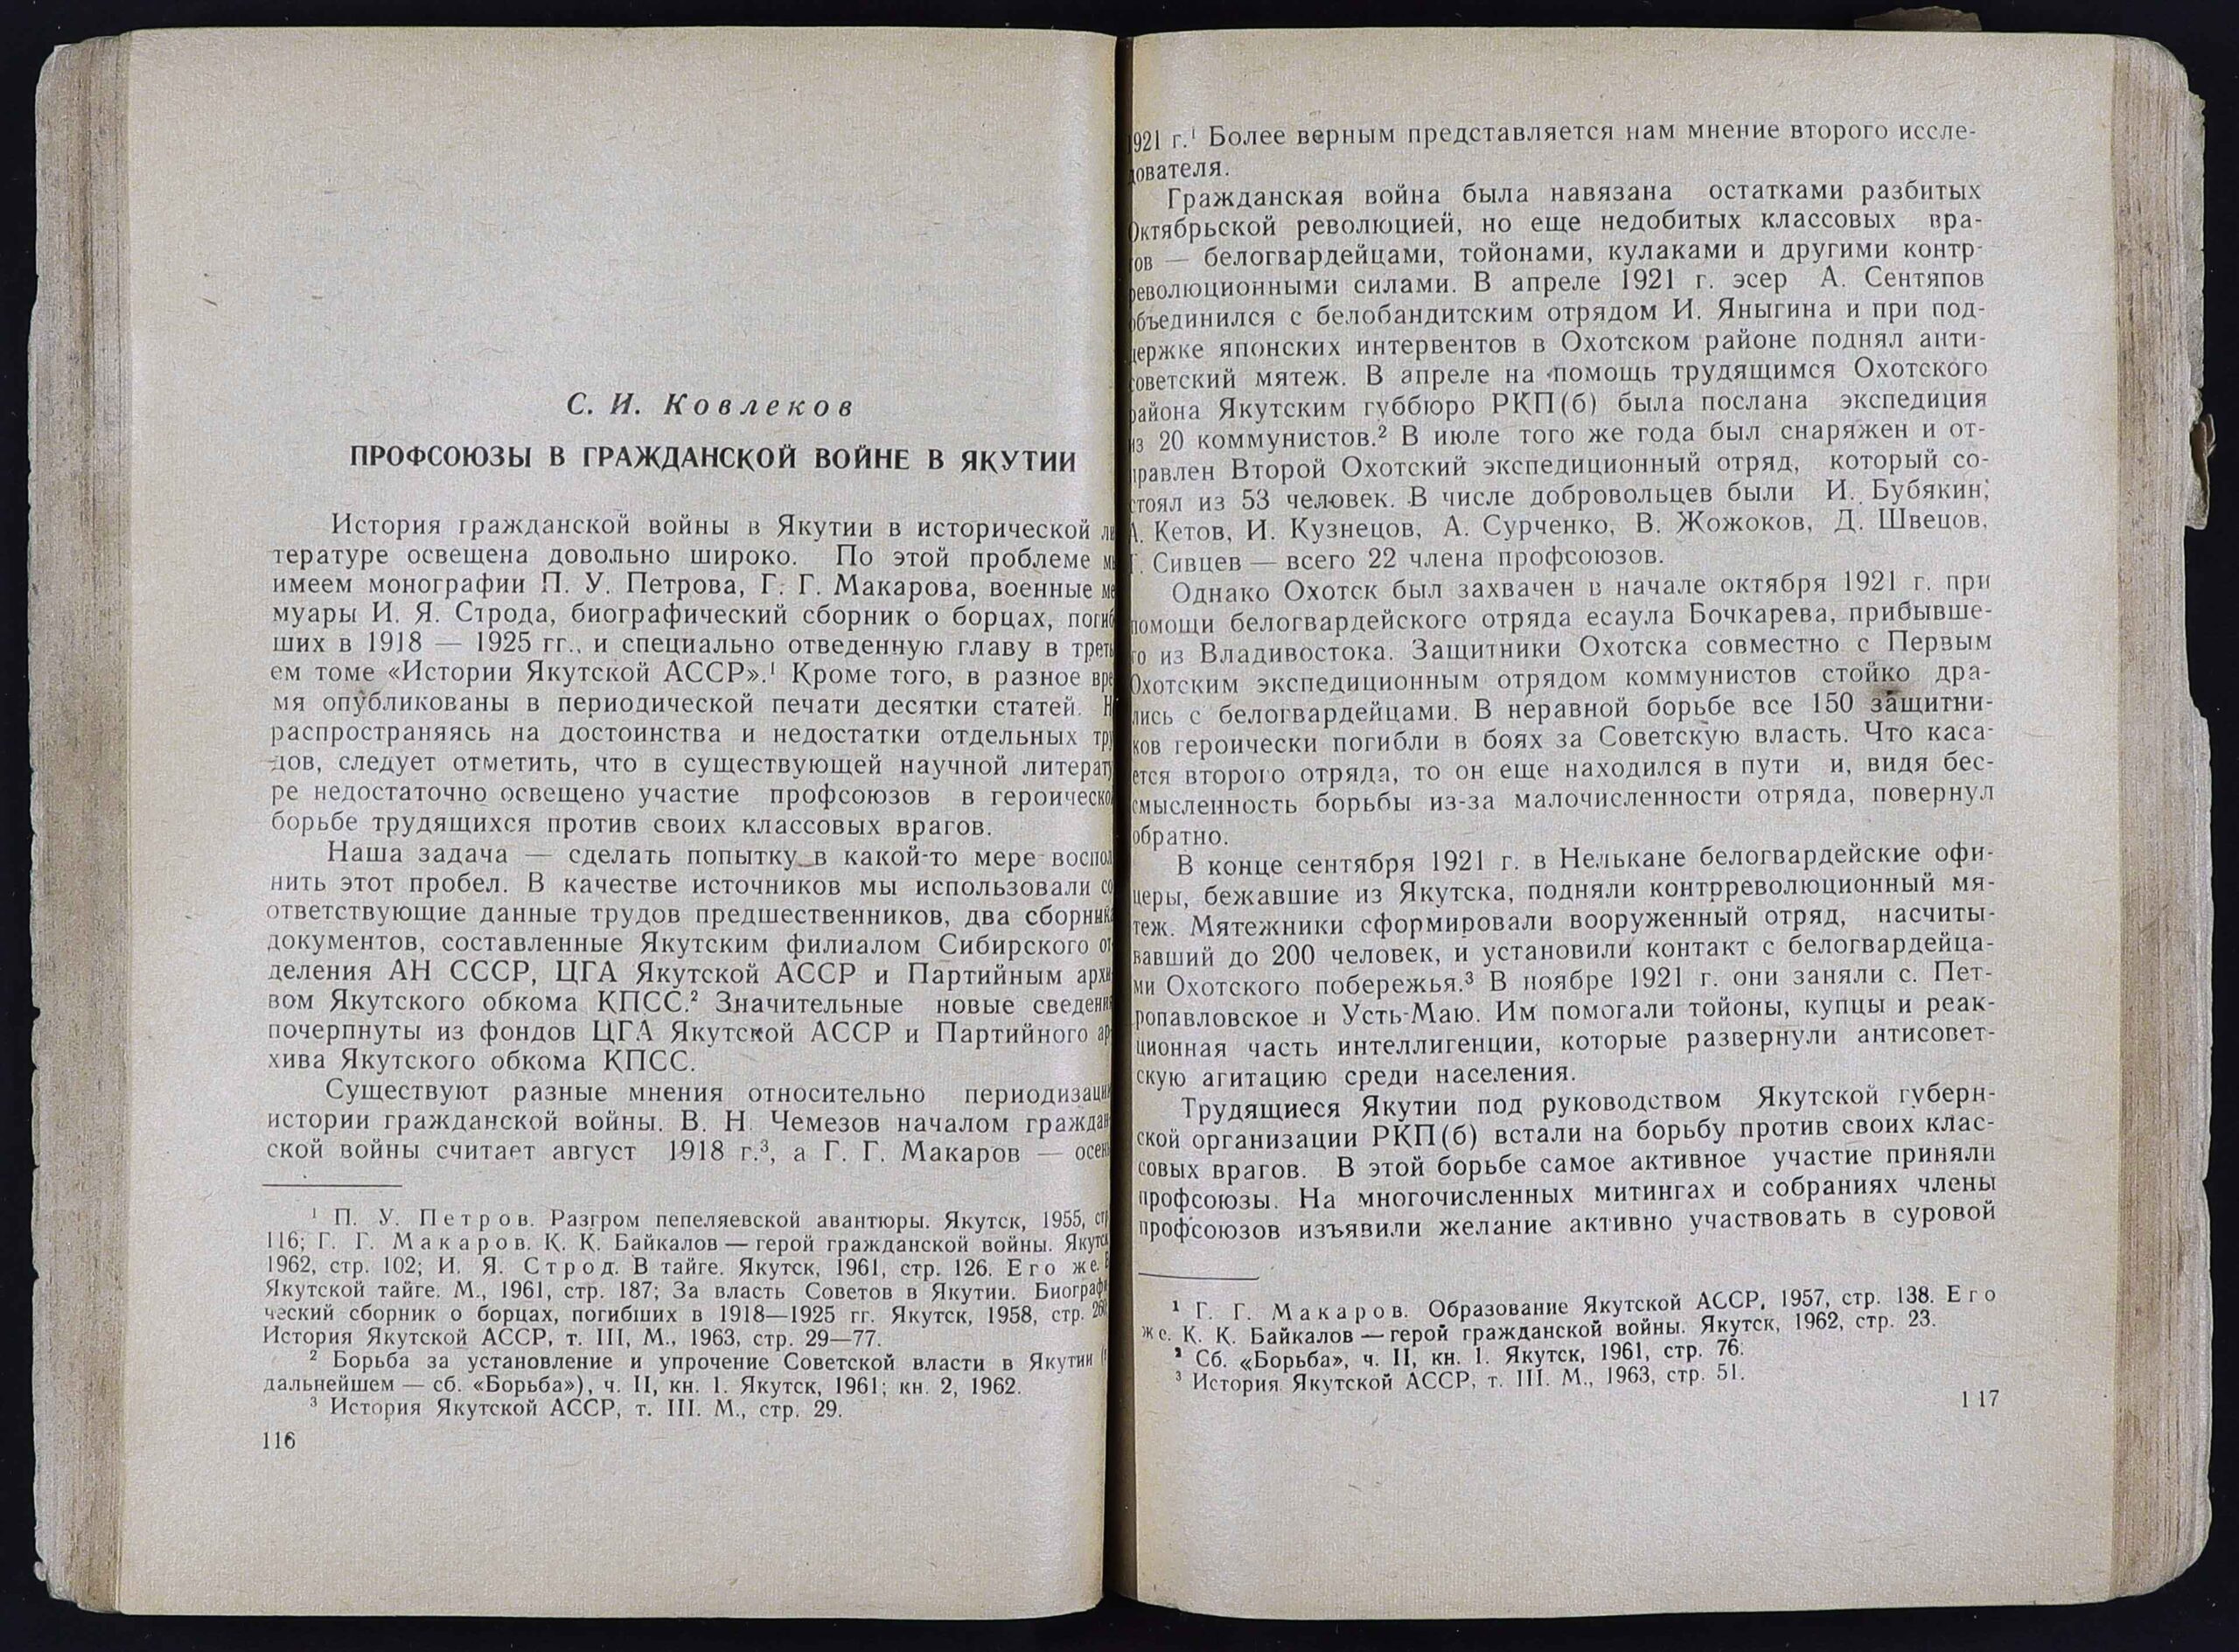 С. И. Ковлеков
ПРОФСОЮЗЫ В ГРАЖДАНСКОЙ ВОЙНЕ В ЯКУТИИ
История гражданской войны в Якутии в исторической ли
тературе освещена довольно широко. По этой проблеме мы
имеем монографии П. У. Петрова, Г. Г. Макарова, военные ме
муары И. Я. Строда, биографический сборник о борцах, погиб
ших в 1918 — 1925 гг., и специально отведенную главу в треть
ем томе «Истории Якутской АССР».¹ Кроме того, в разное вре
мя опубликованы в периодической печати десятки статей. Н
распространяясь на достоинства и недостатки отдельных тру
дов, следует отметить, что в существующей научной литерату
ре недостаточно освещено участие профсоюзов в героической
борьбе трудящихся против своих классовых врагов.
Наша задача — сделать попытку в какой-то мере воспол
нить этот пробел. В качестве источников мы использовали со
ответствующие данные трудов предшественников, два сборника
документов, составленные Якутским филиалом Сибирского от
деления АН СССР, ЦГА Якутской АССР и Партийным архи
вом Якутского обкома КПСС.² Значительные новые сведения
почерпнуты из фондов ЦГА Якутской АССР и Партийного ар
хива Якутского обкома КПСС.
Существуют разные мнения относительно периодизации
истории гражданской войны. В. Н. Чемезов началом граждан
ской войны считает август 1918 г.³, а Г. Г. Макаров — осень
¹ П. У. Петров. Разгром пепеляевской авантюры. Якутск, 1955, стр
116; Г. Г. Макаров. К. К. Байкалов — герой гражданской войны. Якутск
1962, стр. 102; И. Я. Строд. В тайге. Якутск, 1961, стр. 126. Его же. В
Якутской тайге. М., 1961, стр. 187; За власть Советов в Якутии. Биографи
ческий сборник о борцах, погибших в 1918—1925 гг. Якутск, 1958, стр. 260
История Якутской АССР, т. III, М., 1963, стр. 29—77.
² Борьба за установление и упрочение Советской власти в Якутии (в
дальнейшем — сб. «Борьба»), ч. II, кн. 1. Якутск, 1961; кн. 2, 1962.
³ История Якутской АССР, т. III. М., стр. 29.
116
1921 г.¹ Более верным представляется нам мнение второго иссле-
дователя.
Гражданская война была навязана остатками разбитых
Октябрьской революцией, но еще недобитых классовых вра-
гов — белогвардейцами, тойонами, кулаками и другими контр-
революционными силами. В апреле 1921 г. эсер А. Сентяпов
объединился с белобандитским отрядом И. Яныгина и при под-
держке японских интервентов в Охотском районе поднял анти-
советский мятеж. В апреле на помощь трудящимся Охотского
района Якутским губбюро РКП(б) была послана экспедиция
из 20 коммунистов.² В июле того же года был снаряжен и от-
правлен Второй Охотский экспедиционный отряд, который со-
стоял из 53 человек. В числе добровольцев были И. Бубякин,
А. Кетов, И. Кузнецов, А. Сурченко, В. Жожоков, Д. Швецов,
Г. Сивцев — всего 22 члена профсоюзов.
Однако Охотск был захвачен в начале октября 1921 г. при
помощи белогвардейского отряда есаула Бочкарева, прибывше-
го из Владивостока. Защитники Охотска совместно с Первым
Охотским экспедиционным отрядом коммунистов стойко дра-
лись с белогвардейцами. В неравной борьбе все 150 защитни-
ков героически погибли в боях за Советскую власть. Что каса-
ется второго отряда, то он еще находился в пути и, видя бес-
смысленность борьбы из-за малочисленности отряда, повернул
обратно.
В конце сентября 1921 г. в Нелькане белогвардейские офи-
церы, бежавшие из Якутска, подняли контрреволюционный мя-
теж. Мятежники сформировали вооруженный отряд, насчиты-
вавший до 200 человек, и установили контакт с белогвардейца-
ми Охотского побережья.³ В ноябре 1921 г. они заняли с. Пет-
ропавловское и Усть-Маю. Им помогали тойоны, купцы и реак-
ционная часть интеллигенции, которые развернули антисовет-
скую агитацию среди населения.
Трудящиеся Якутии под руководством Якутской губерн-
ской организации РКП(б) встали на борьбу против своих клас-
совых врагов. В этой борьбе самое активное участие приняли
профсоюзы. На многочисленных митингах и собраниях члены
профсоюзов изъявили желание активно участвовать в суровой
¹ Г. Г. Макаров. Образование Якутской АССР, 1957, стр. 138. Его
же. К. К. Байкалов — герой гражданской войны. Якутск, 1962, стр. 23.
² Сб. «Борьба», ч. II, кн. 1. Якутск, 1961, стр. 76.
³ История Якутской АССР, т. III. М., 1963, стр. 51.
117